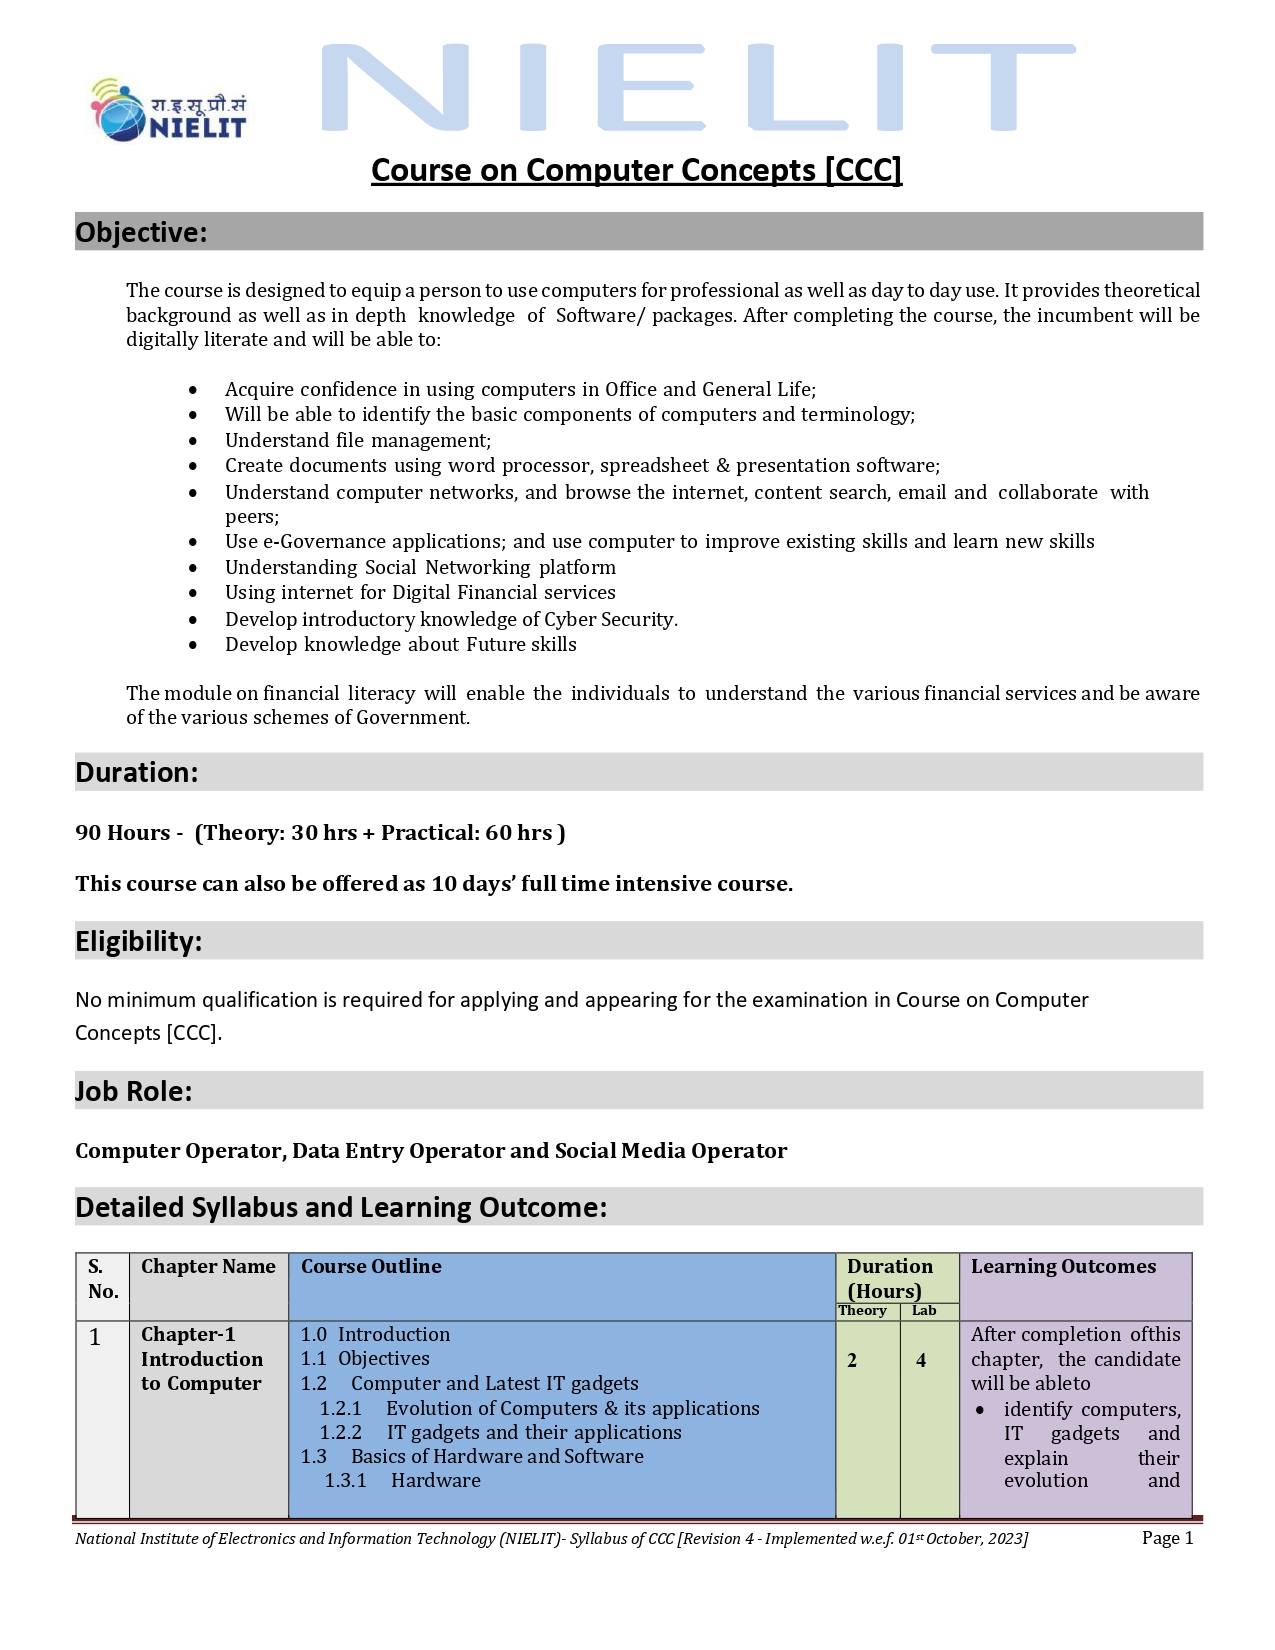 NIELIT
रा.इ.सू.प्रौ.सं
NIELIT
Course on Computer Concepts [CCC]
Objective:
The course is designed to equip a person to use computers for professional as well as day to day use. It provides theoretical
background as well as in depth knowledge of Software/ packages. After completing the course, the incumbent will be
digitally literate and will be able to:
• Acquire confidence in using computers in Office and General Life;
• Will be able to identify the basic components of computers and terminology;
• Understand file management;
• Create documents using word processor, spreadsheet & presentation software;
• Understand computer networks, and browse the internet, content search, email and collaborate with
peers;
• Use e-Governance applications; and use computer to improve existing skills and learn new skills
• Understanding Social Networking platform
• Using internet for Digital Financial services
• Develop introductory knowledge of Cyber Security.
• Develop knowledge about Future skills
The module on financial literacy will enable the individuals to understand the various financial services and be aware
of the various schemes of Government.
Duration:
90 Hours - (Theory: 30 hrs + Practical: 60 hrs )
This course can also be offered as 10 days’ full time intensive course.
Eligibility:
No minimum qualification is required for applying and appearing for the examination in Course on Computer
Concepts [CCC].
Job Role:
Computer Operator, Data Entry Operator and Social Media Operator
Detailed Syllabus and Learning Outcome:
S.
No.
Chapter Name
Course Outline
Duration
(Hours)
Theory Lab
Learning Outcomes
1
Chapter-1
Introduction
to Computer
1.0 Introduction
1.1 Objectives
1.2 Computer and Latest IT gadgets
1.2.1 Evolution of Computers & its applications
1.2.2 IT gadgets and their applications
1.3 Basics of Hardware and Software
1.3.1 Hardware
2
4
After completion ofthis
chapter, the candidate
will be ableto
• identify computers,
IT gadgets and
explain their
evolution and
National Institute of Electronics and Information Technology (NIELIT)- Syllabus of CCC [Revision 4 - Implemented w.e.f. 01st October, 2023] Page 1